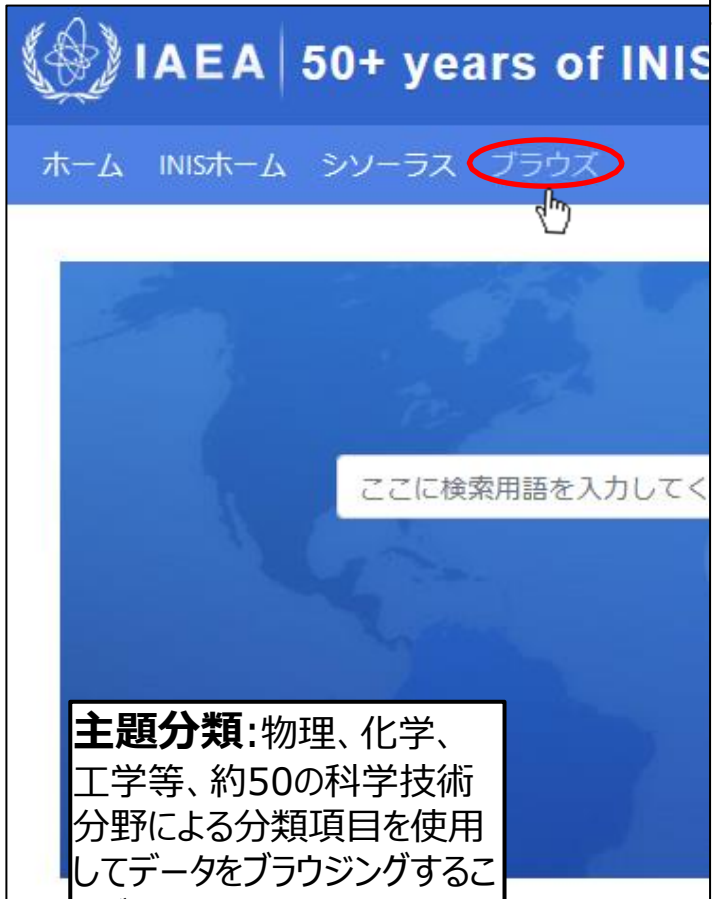 IAEA 50+ years of INIS
ホーム INISホーム シソーラス ブラウズ
ここに検索用語を入力してく
主題分類:物理、化学、
工学等、約50の科学技術
分野による分類項目を使用
してデータをブラウジングするこ